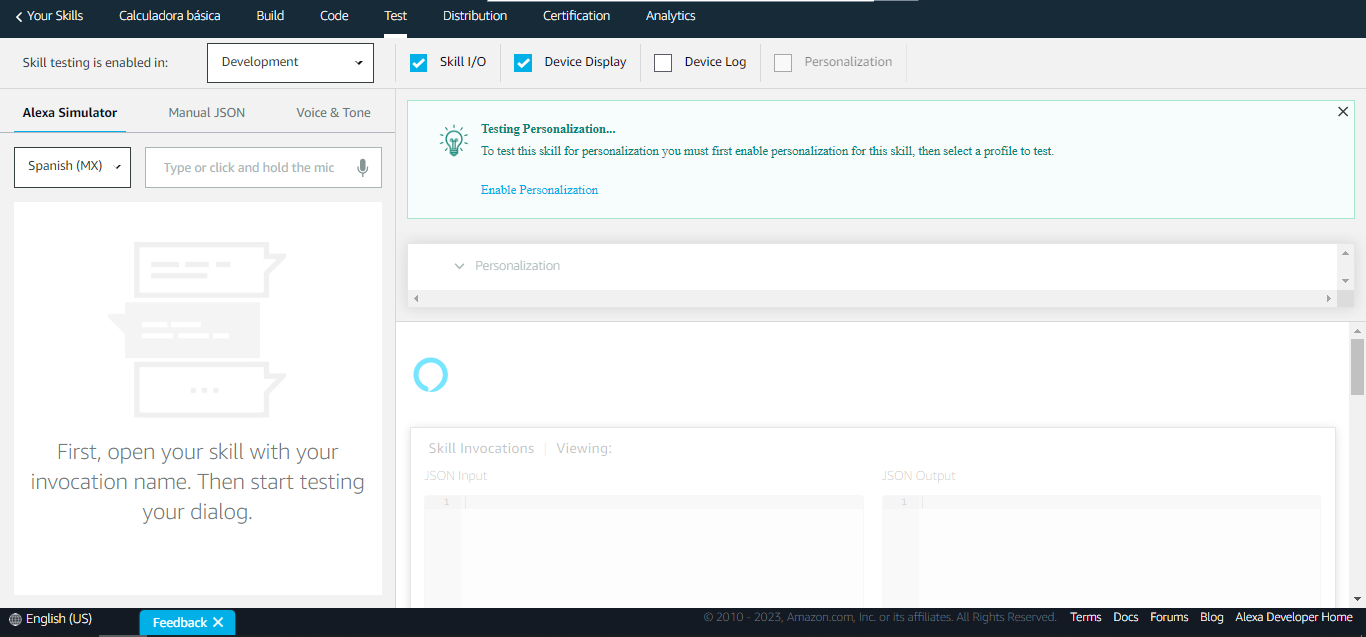 Your Skills
Calculadora básica
Build
Code
Test
Distribution
Certification
Analytics
Skill testing is enabled in:
Development
Skill I/O
Device Display
Device Log
Personalization
Alexa Simulator
Manual JSON
Voice & Tone
Spanish (MX)
Type or click and hold the mic
First, open your skill with your
invocation name. Then start testing
your dialog.
Testing Personalization...
To test this skill for personalization you must first enable personalization for this skill, then select a profile to test.
Enable Personalization
Personalization
Skill Invocations | Viewing:
JSON Input
JSON Output
1
1
English (US)
Feedback
© 2010 - 2023, Amazon.com, Inc. or its affiliates. All Rights Reserved.
Terms
Docs
Forums
Blog
Alexa Developer Home